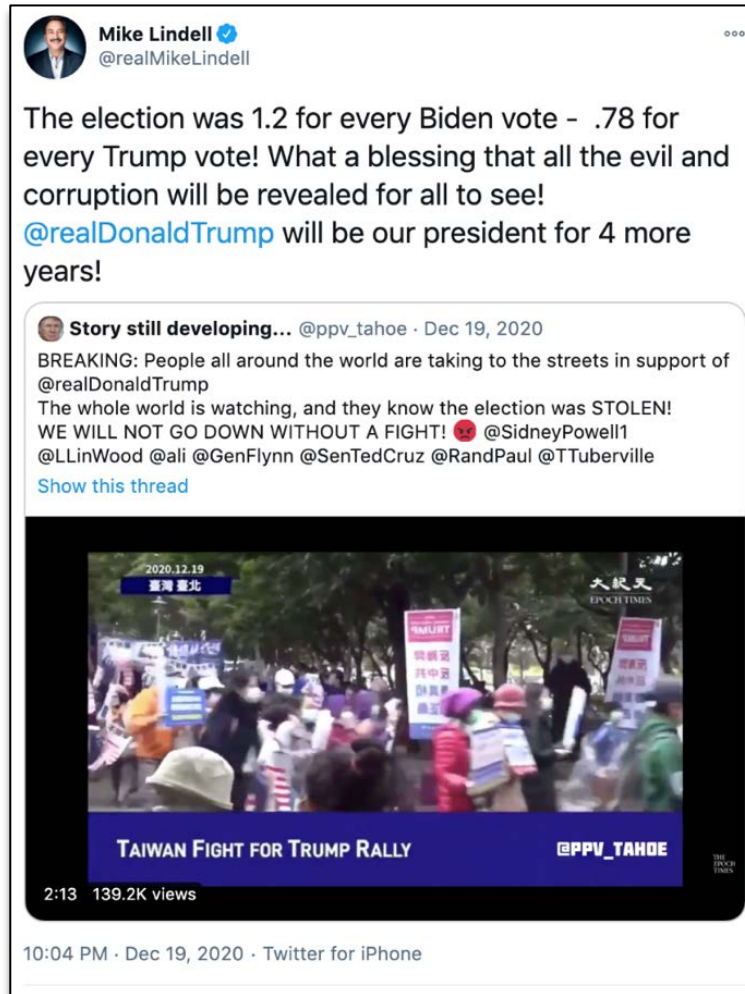 Mike Lindell
@realMikeLindell
The election was 1.2 for every Biden vote - .78 for
every Trump vote! What a blessing that all the evil and
corruption will be revealed for all to see!
@realDonaldTrump will be our president for 4 more
years!
Story still developing... @ppv_tahoe · Dec 19, 2020
BREAKING: People all around the world are taking to the streets in support of
@realDonaldTrump
The whole world is watching, and they know the election was STOLEN!
WE WILL NOT GO DOWN WITHOUT A FIGHT! 😡 @SidneyPowell1
@LLinWood @ali @GenFlynn @SenTedCruz @RandPaul @TTuberville
Show this thread
2020.12.19
臺灣 臺北
大紀元
EPOCH TIMES
TRUMP
TRUMP
TAIWAN FIGHT FOR TRUMP RALLY
@PPV_TAHOE
THE
EPOCH
TIMES
2:13 139.2K views
10:04 PM · Dec 19, 2020 · Twitter for iPhone